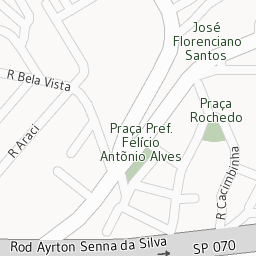 José
Florenciano
Santos
R Bela Vista
Praça
Rochedo
Praça Pref.
Felício
Antõnio Alves
R Araci
R Cacimbinha
Rod Ayrton Senna da Silva
SP 070